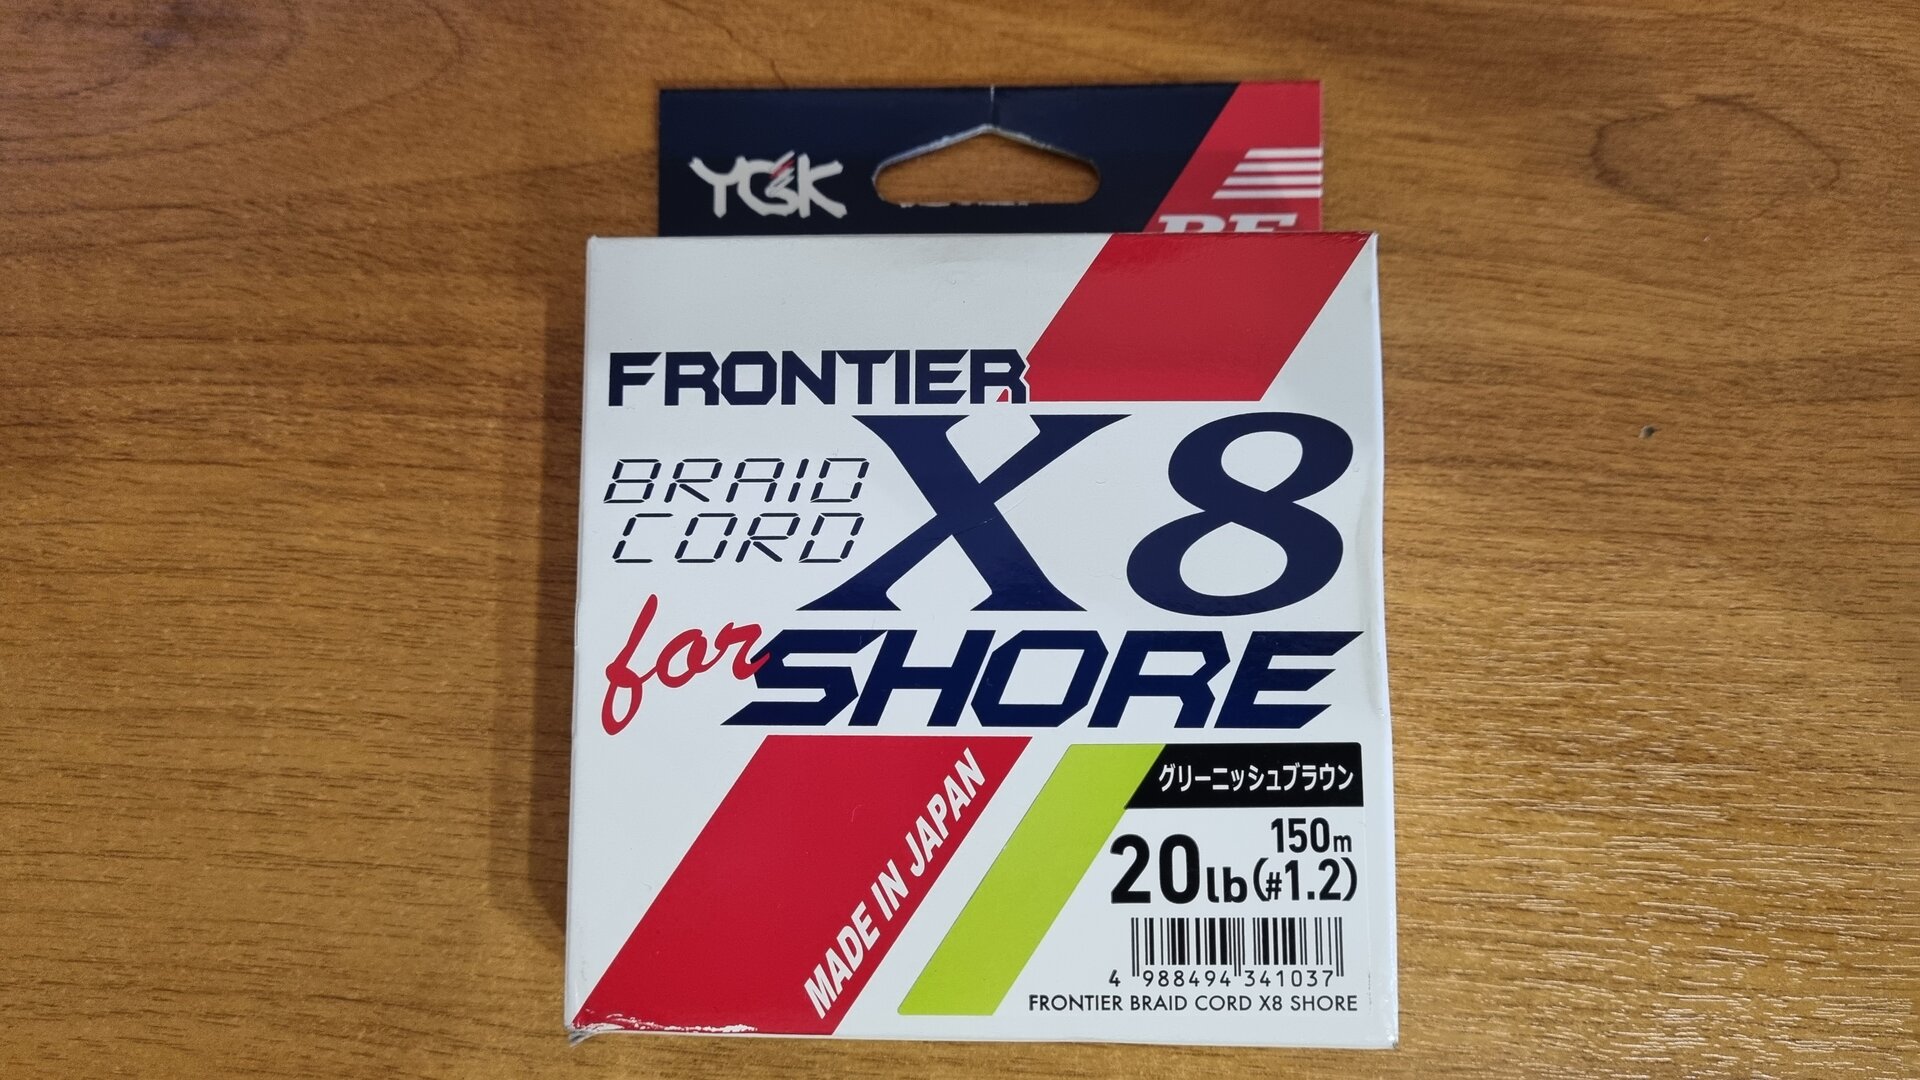 YGK
PE
FRONTIER
BRAID
CORD
X8
for SHORE
MADE IN JAPAN
グリーニッシュブラウン
150m
20lb(#1.2)
4 988494 341037
FRONTIER BRAID CORD X8 SHORE